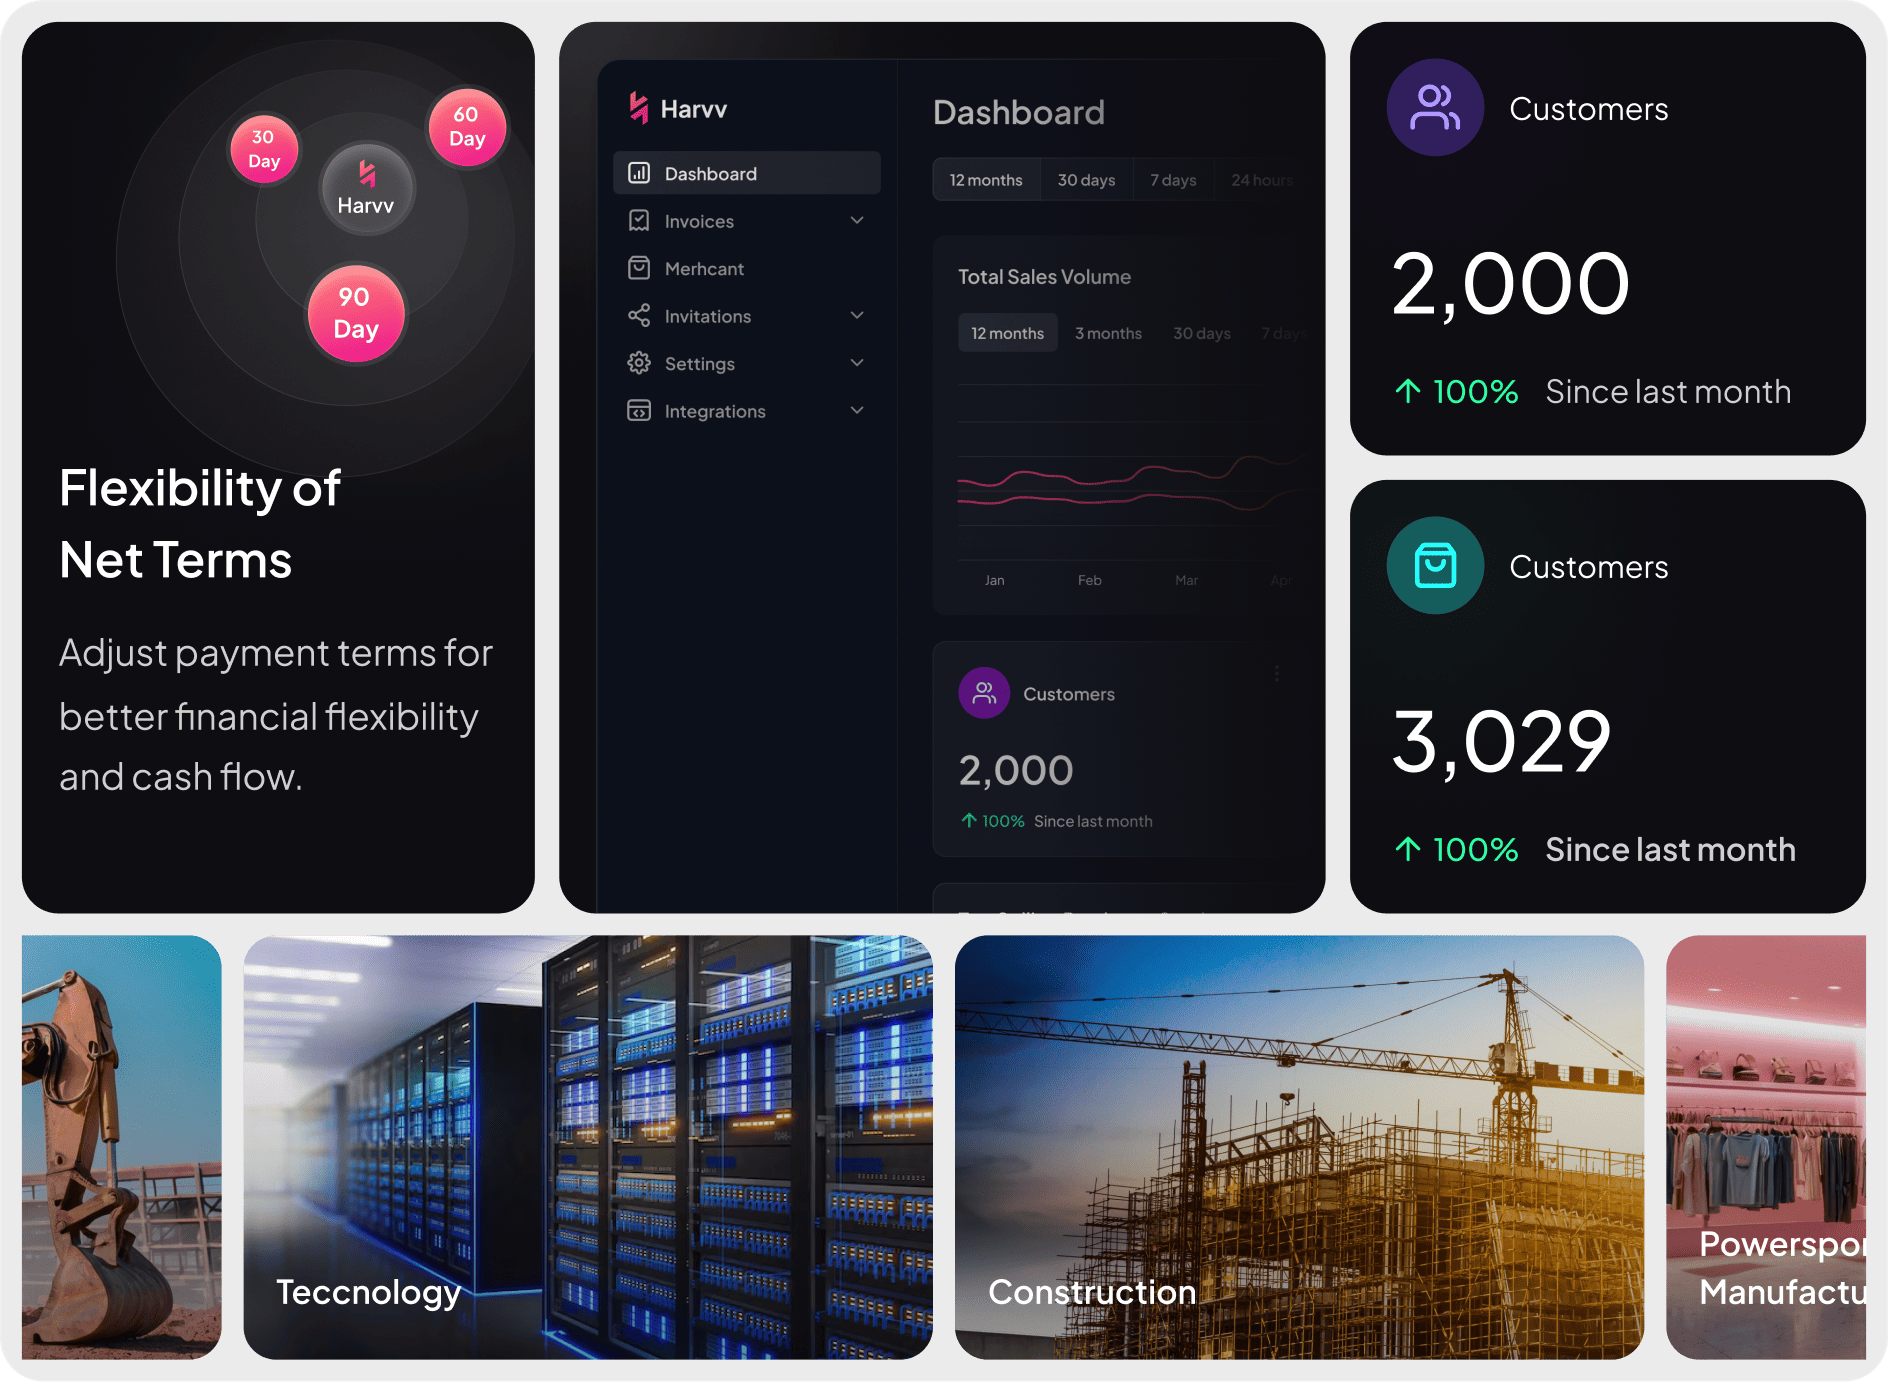 30
Day
60
Day
Harvv
90
Day
Flexibility of
Net Terms
Adjust payment terms for
better financial flexibility
and cash flow.
Harvv
Dashboard
Invoices
Merhcant
Invitations
Settings
Integrations
Dashboard
12 months 30 days 7 days 24 hours
Total Sales Volume
12 months 3 months 30 days 7 days
Jan Feb Mar Apr
Customers
2,000
↑ 100% Since last month
Customers
2,000
↑ 100% Since last month
Customers
3,029
↑ 100% Since last month
Teccnology
Construction
Powerspor
Manufactu